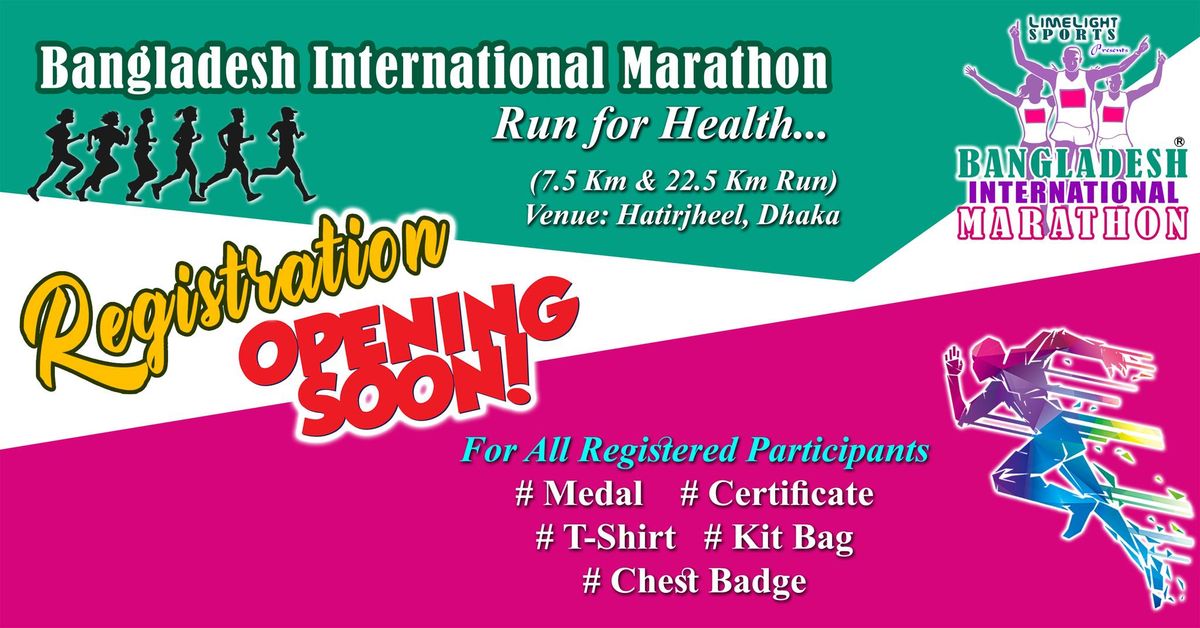 Bangladesh International Marathon
Run for Health...
(7.5 Km & 22.5 Km Run)
Venue: Hatirjheel, Dhaka
LIMELIGHT
SPORTS
Presents
BANGLADESH ®
INTERNATIONAL
MARATHON
Registration
OPENING
SOON!
For All Registered Participants
# Medal # Certificate
# T-Shirt # Kit Bag
# Chest Badge